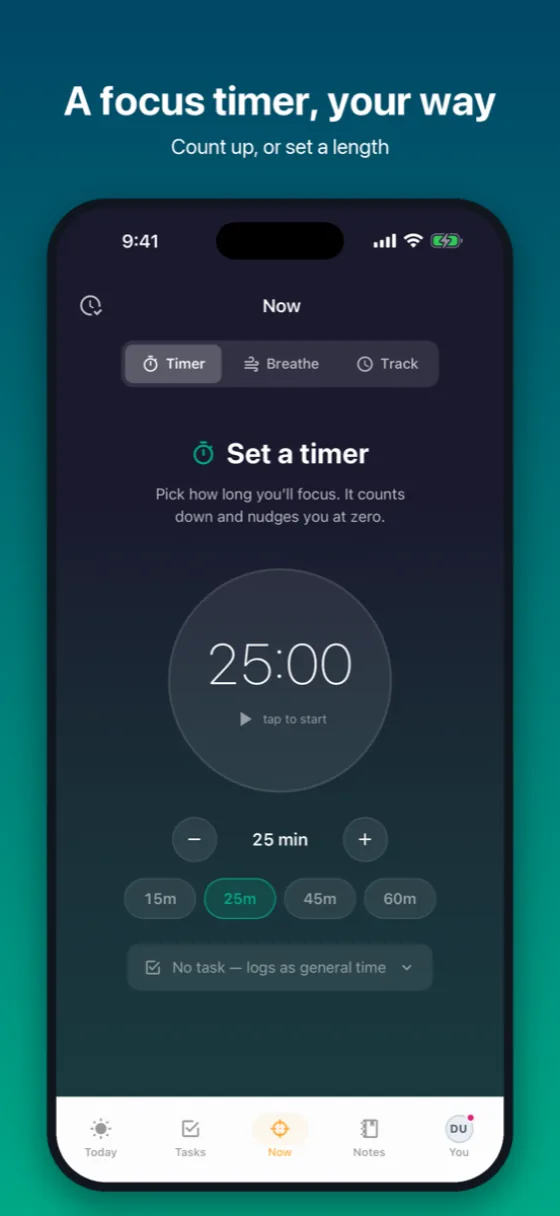 A focus timer, your way
Count up, or set a length
9:41
Now
Timer Breathe Track
Set a timer
Pick how long you'll focus. It counts
down and nudges you at zero.
25:00
tap to start
− 25 min +
15m 25m 45m 60m
No task — logs as general time
Today Tasks Now Notes DU You